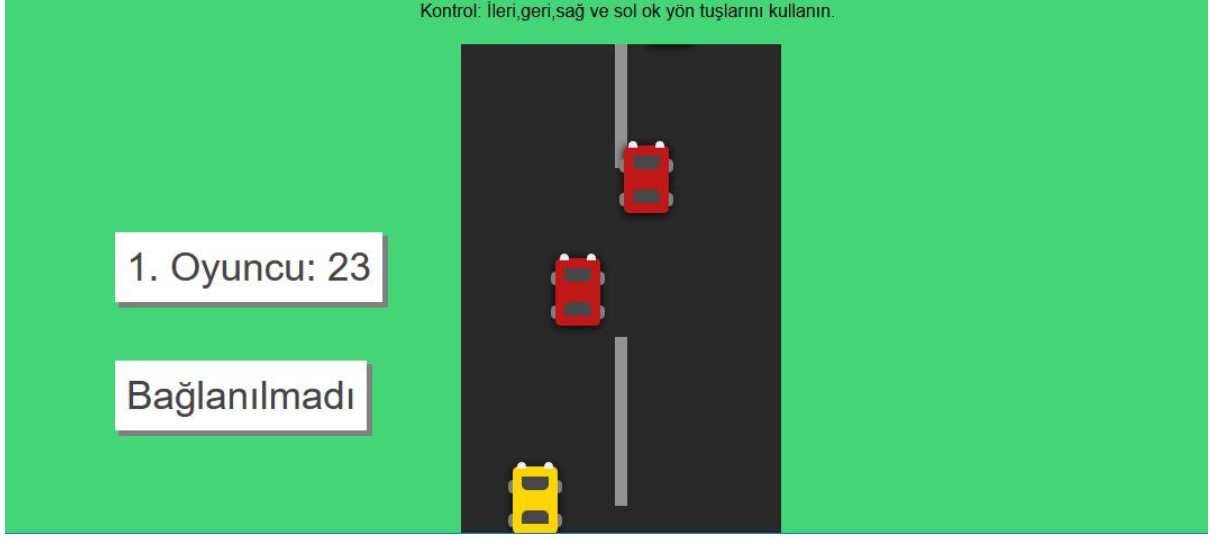 Kontrol: İleri,geri,sağ ve sol ok yön tuşlarını kullanın.
1. Oyuncu: 23
Bağlanılmadı